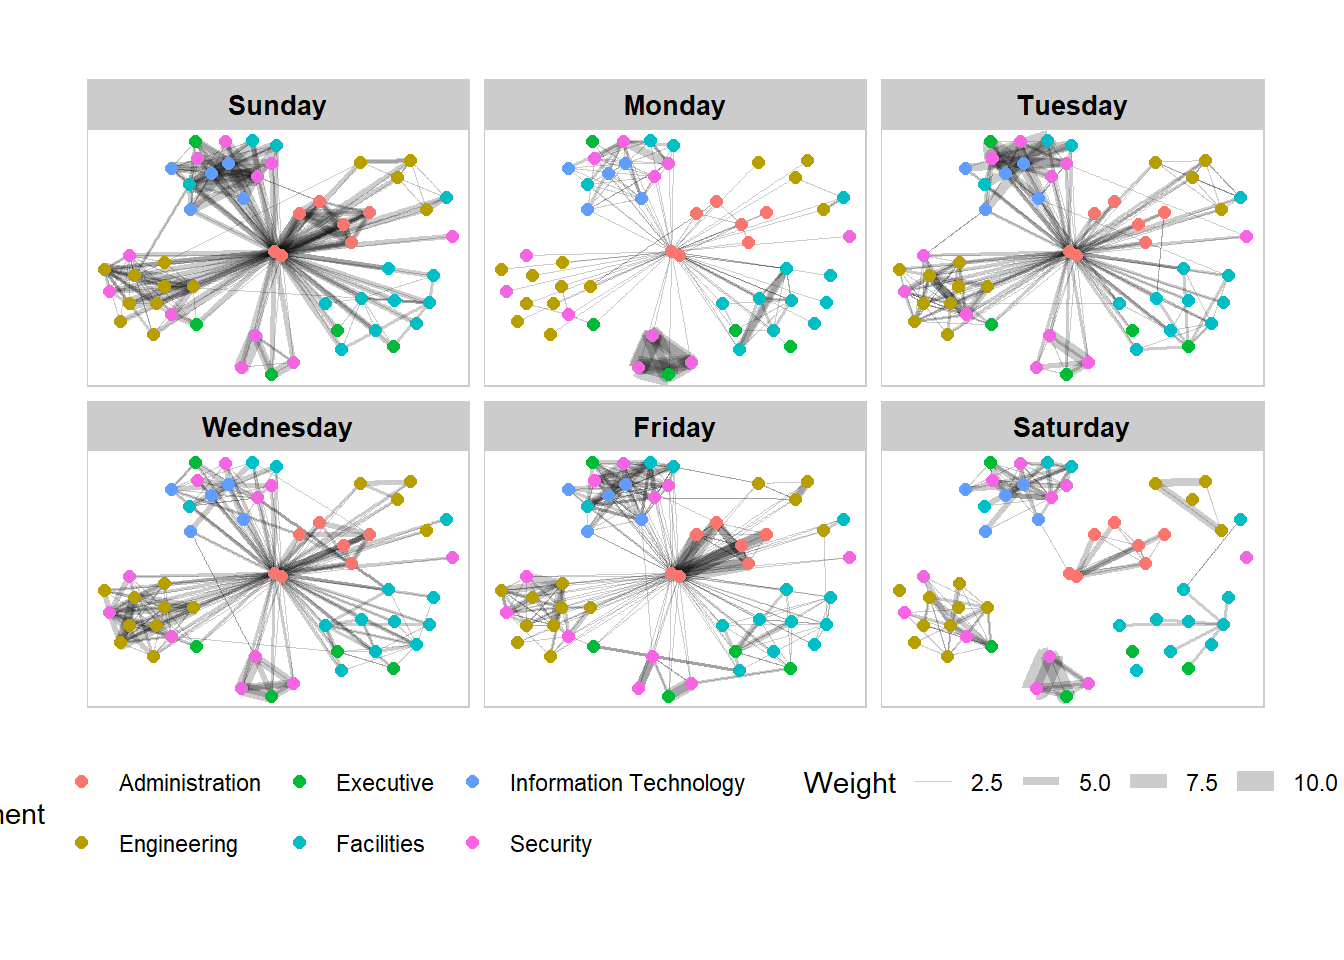 Sunday Monday Tuesday
Wednesday Friday Saturday
Administration Executive Information Technology Weight 2.5 5.0 7.5 10.0
Engineering Facilities Security